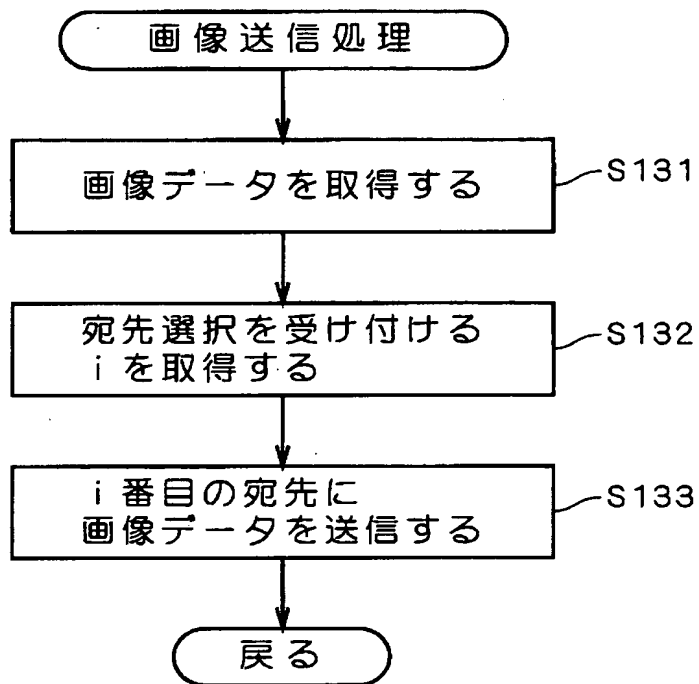 画像送信処理
画像データを取得する
S131
宛先選択を受け付ける
iを取得する
S132
i番目の宛先に
画像データを送信する
S133
戻る